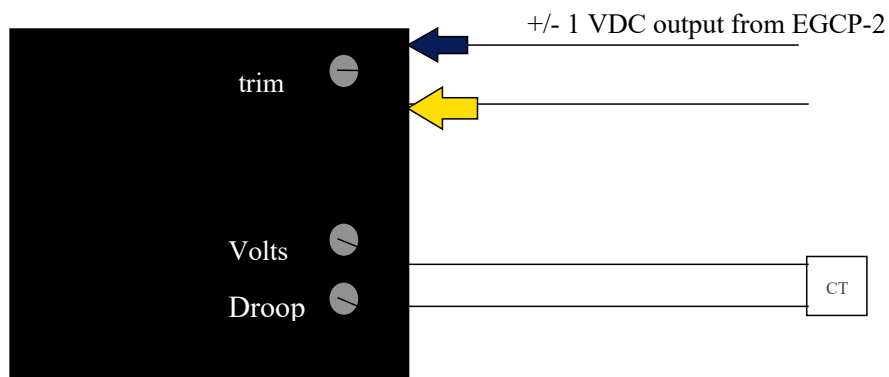 +/- 1 VDC output from EGCP-2
trim
Volts
Droop
CT